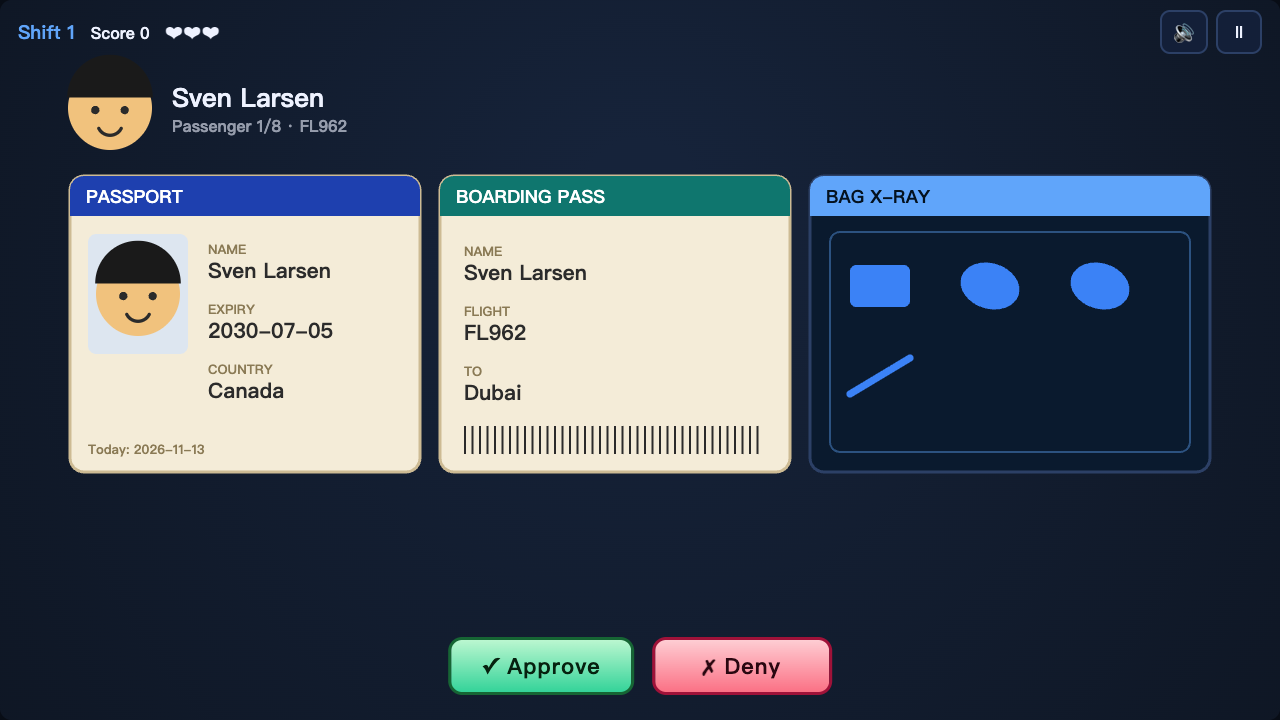 Shift 1 Score 0 ❤❤❤
Sven Larsen
Passenger 1/8 · FL962
PASSPORT
NAME
Sven Larsen
EXPIRY
2030-07-05
COUNTRY
Canada
Today: 2026-11-13
BOARDING PASS
NAME
Sven Larsen
FLIGHT
FL962
TO
Dubai
BAG X-RAY
✓ Approve
✗ Deny